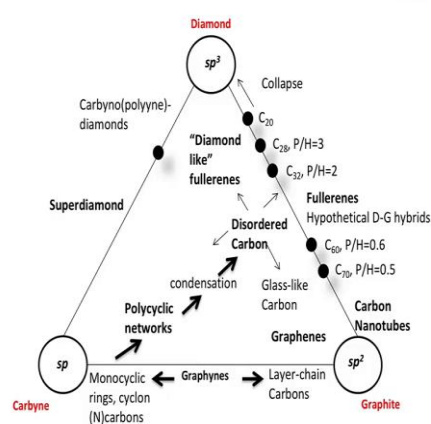 Diamond
sp³
Collapse
Carbyno(polyyne)-
diamonds
C₂₀
"Diamond
like"
fullerenes
C₂₈, P/H=3
C₃₂, P/H=2
Superdiamond
Fullerenes
Hypothetical D-G hybrids
Disordered
Carbon
C₆₀, P/H=0.6
condensation
Glass-like
Carbon
C₇₀, P/H=0.5
Polycyclic
networks
Carbon
Nanotubes
Graphenes
sp
sp²
Monocyclic
rings, cyclon
(N)carbons
Graphynes
Layer-chain
Carbons
Carbyne
Graphite